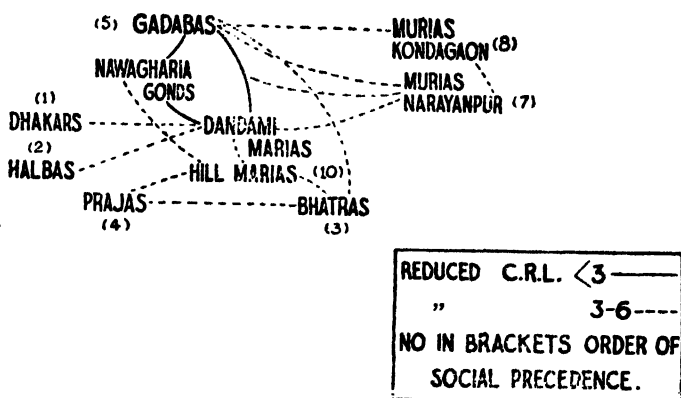 (5) GADABAS
MURIAS
KONDAGAON (8)
NAWAGHARIA
GONDS
MURIAS
NARAYANPUR (7)
(1)
DHAKARS
DANDAMI
MARIAS
(2)
HALBAS
HILL MARIAS (10)
PRAJAS
(4)
BHATRAS
(3)
REDUCED C.R.L. <3
" 3-6
NO IN BRACKETS ORDER OF
SOCIAL PRECEDENCE.